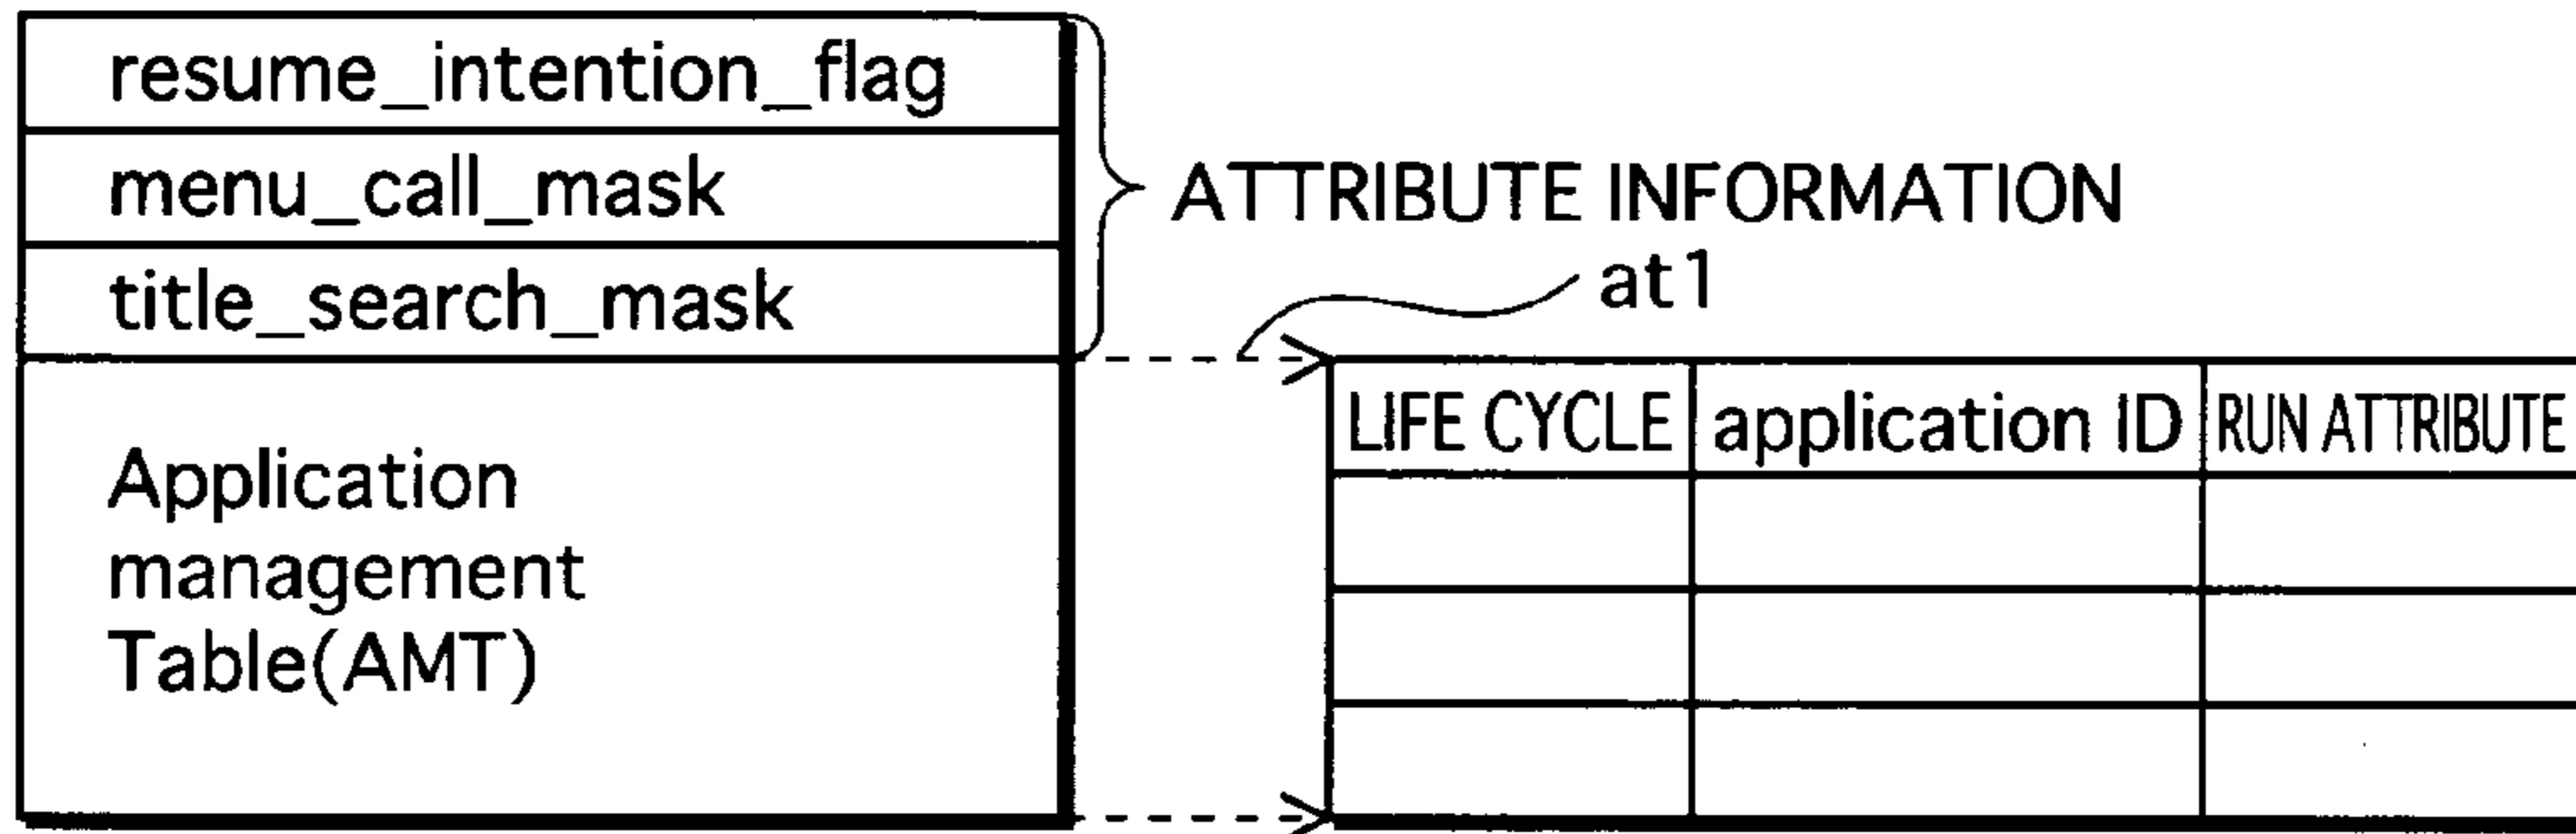 resume_intention_flag
menu_call_mask
title_search_mask
ATTRIBUTE INFORMATION
at1
Application
management
Table(AMT)
LIFE CYCLE application ID RUN ATTRIBUTE